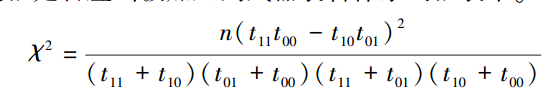 χ² = n(t₁₁t₀₀ - t₁₀t₀₁)² / (t₁₁ + t₁₀)(t₀₁ + t₀₀)(t₁₁ + t₀₁)(t₁₀ + t₀₀)